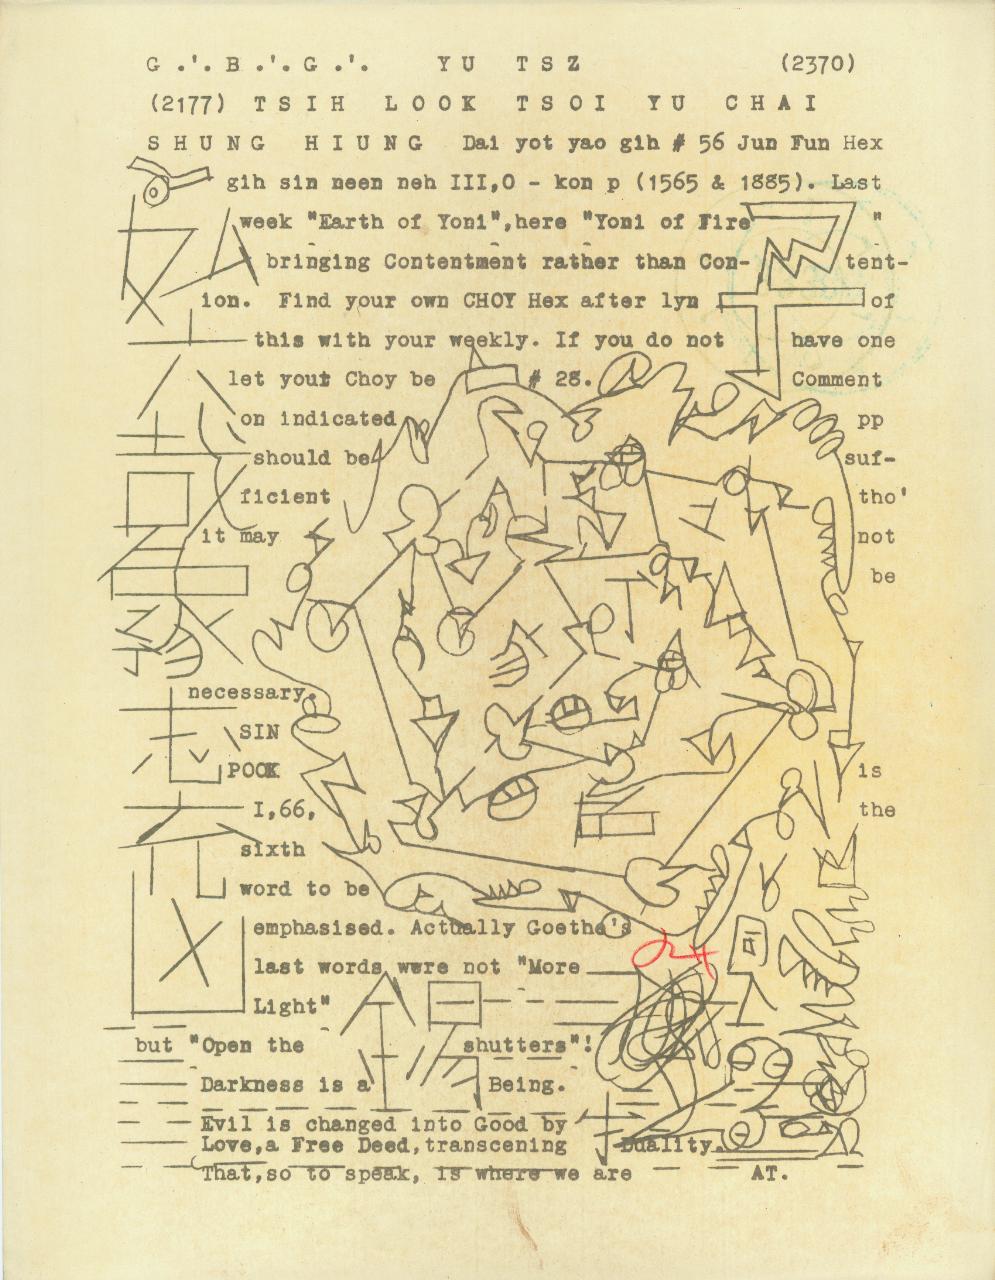 G .'. B .'. G .'. YU TSZ (2370)
(2177) TSIH LOOK TSOI YU CHAI
SHUNG HIUNG Dai yot yao gih # 56 Jun Fun Hex
gih sin neen neh III,O - kon p (1565 & 1885). Last
week "Earth of Yoni",here "Yoni of Fire"
bringing Contentment rather than Con- tent-
ion. Find your own CHOY Hex after lyn of
this with your weekly. If you do not have one
let your Choy be # 28. Comment
on indicated pp
should be suf-
ficient tho'
it may not
be
necessary.
SIN
POOK is
I,66, the
sixth
word to be
emphasised. Actually Goethe's
last words were not "More
Light"
but "Open the shutters"!
Darkness is a Being.
Evil is changed into Good by
Love,a Free Deed,transcening Duality.
That,so to speak, is where we are AT.